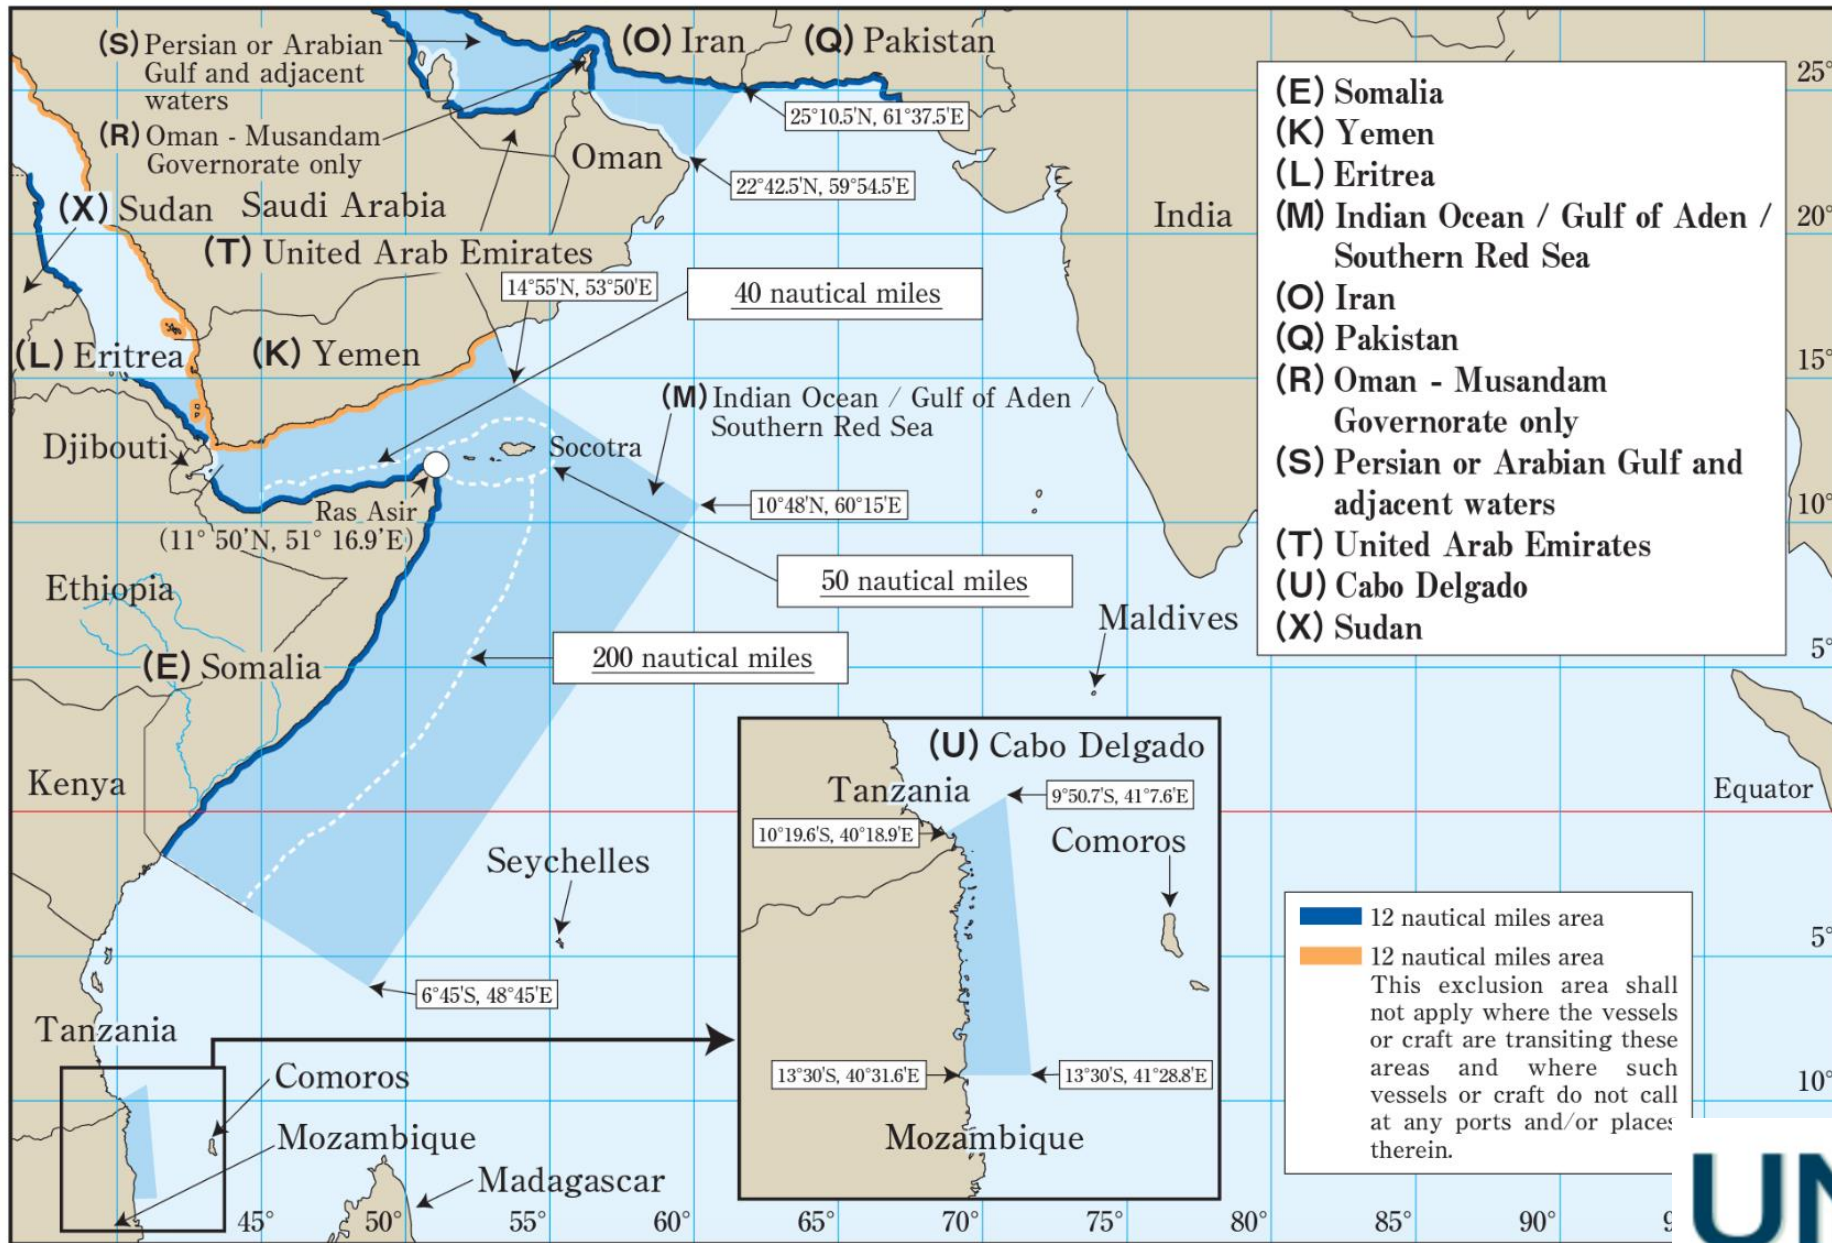 (S) Persian or Arabian
Gulf and adjacent
waters
(R) Oman - Musandam
Governorate only
(O) Iran
(Q) Pakistan
25°
25°10.5'N, 61°37.5'E
Oman
22°42.5'N, 59°54.5'E
(X) Sudan
Saudi Arabia
India
20°
(T) United Arab Emirates
14°55'N, 53°50'E
40 nautical miles
(L) Eritrea
(K) Yemen
15°
(M) Indian Ocean / Gulf of Aden /
Southern Red Sea
Djibouti
Socotra
Ras Asir
(11° 50'N, 51° 16.9'E)
10°48'N, 60°15'E
10°
50 nautical miles
Ethiopia
Maldives
(E) Somalia
200 nautical miles
5°
(E) Somalia
(K) Yemen
(L) Eritrea
(M) Indian Ocean / Gulf of Aden /
Southern Red Sea
(O) Iran
(Q) Pakistan
(R) Oman - Musandam
Governorate only
(S) Persian or Arabian Gulf and
adjacent waters
(T) United Arab Emirates
(U) Cabo Delgado
(X) Sudan
Kenya
Equator
Seychelles
6°45'S, 48°45'E
Tanzania
Comoros
Mozambique
Madagascar
(U) Cabo Delgado
Tanzania
9°50.7'S, 41°7.6'E
10°19.6'S, 40°18.9'E
Comoros
13°30'S, 40°31.6'E
13°30'S, 41°28.8'E
Mozambique
12 nautical miles area
12 nautical miles area
This exclusion area shall
not apply where the vessels
or craft are transiting these
areas and where such
vessels or craft do not call
at any ports and/or places
therein.
5°
10°
45° 50° 55° 60° 65° 70° 75° 80° 85° 90°